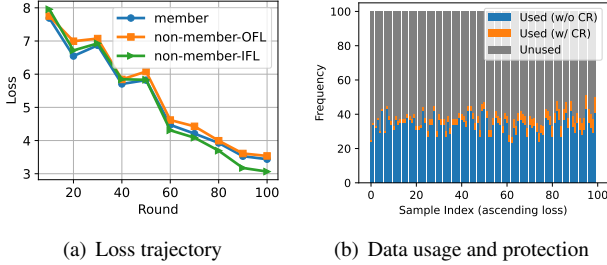 8
7
6
5
4
3
Loss
20
40
60
80
100
Round
member
non-member-OFL
non-member-IFL
(a) Loss trajectory
100
80
60
40
20
0
Frequency
0
20
40
60
80
100
Sample Index (ascending loss)
Used (w/o CR)
Used (w/ CR)
Unused
(b) Data usage and protection